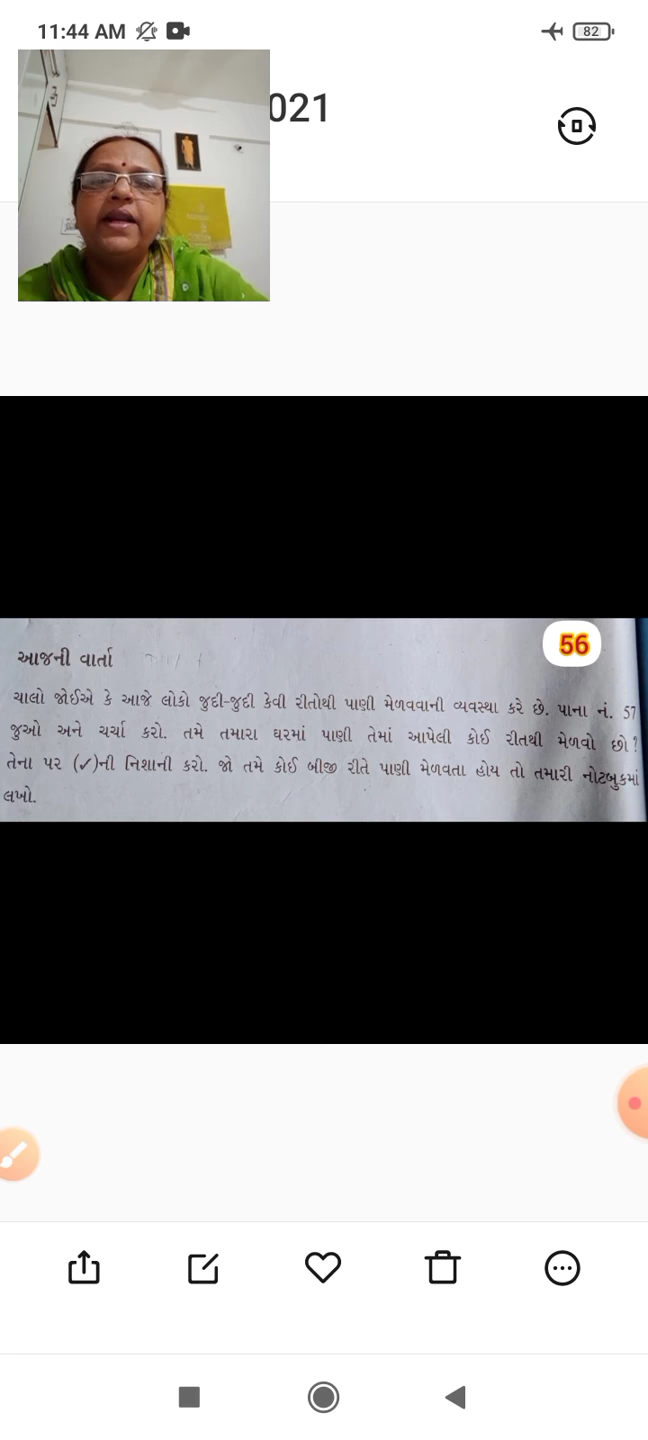 11:44 AM
82
021
56
આજની વાર્તા
ચાલો જોઈએ કે આજે લોકો જુદી-જુદી કેવી રીતોથી પાણી મેળવવાની વ્યવસ્થા કરે છે. પાના નં. 57
જુઓ અને ચર્ચા કરો. તમે તમારા ઘરમાં પાણી તેમાં આપેલી કોઈ રીતથી મેળવો છો?
તેના પર (✓)ની નિશાની કરો. જો તમે કોઈ બીજી રીતે પાણી મેળવતા હોય તો તમારી નોટબુકમાં
લખો.